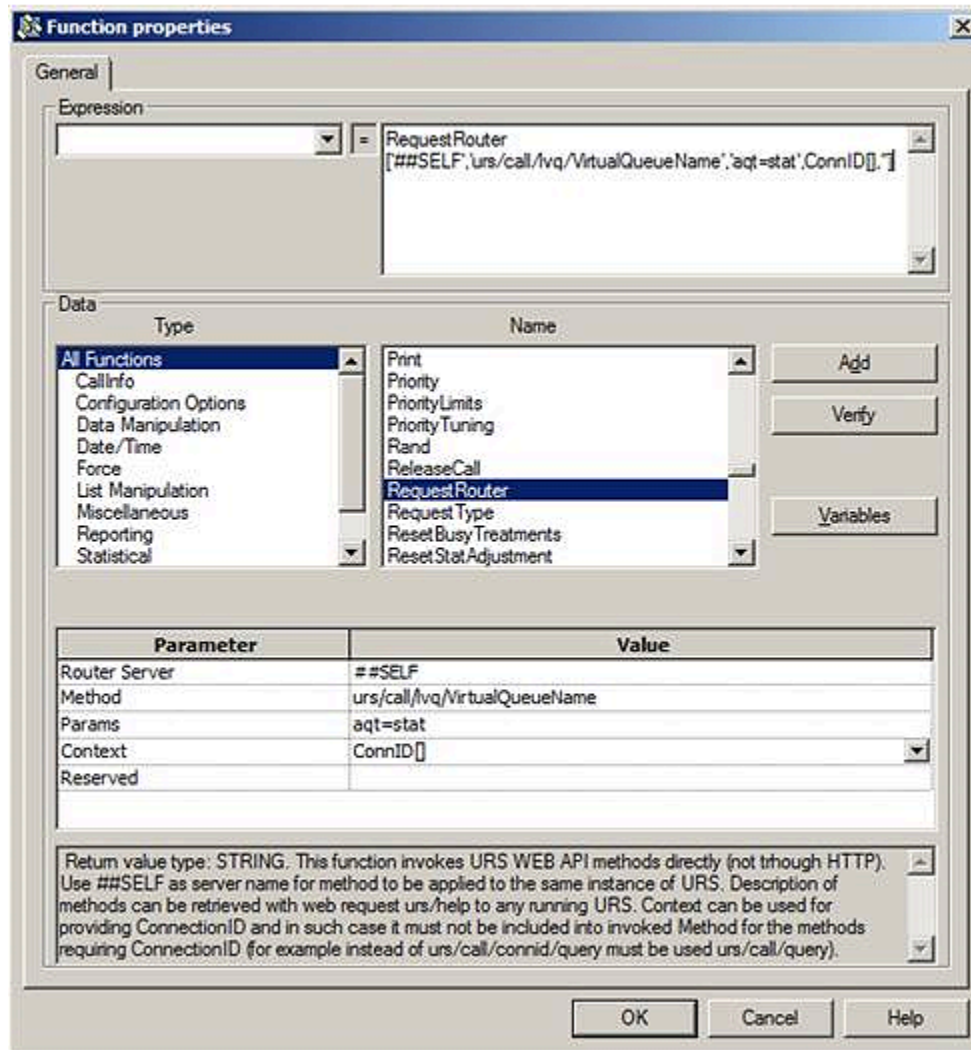 Function properties
General
Expression
=
RequestRouter
['##SELF','urs/call/lvq/VirtualQueueName','aqt=stat',ConnID[],'']
Data
Type
Name
All Functions
CallInfo
Configuration Options
Data Manipulation
Date/Time
Force
List Manipulation
Miscellaneous
Reporting
Statistical
Print
Priority
PriorityLimits
PriorityTuning
Rand
ReleaseCall
RequestRouter
RequestType
ResetBusyTreatments
ResetStatAdjustment
Add
Verify
Variables
Parameter Value
Router Server ##SELF
Method urs/call/lvq/VirtualQueueName
Params aqt=stat
Context ConnID[]
Reserved
Return value type: STRING. This function invokes URS WEB API methods directly (not trhough HTTP).
Use ##SELF as server name for method to be applied to the same instance of URS. Description of
methods can be retrieved with web request urs/help to any running URS. Context can be used for
providing ConnectionID and in such case it must not be included into invoked Method for the methods
requiring ConnectionID (for example instead of urs/call/connid/query must be used urs/call/query).
OK Cancel Help